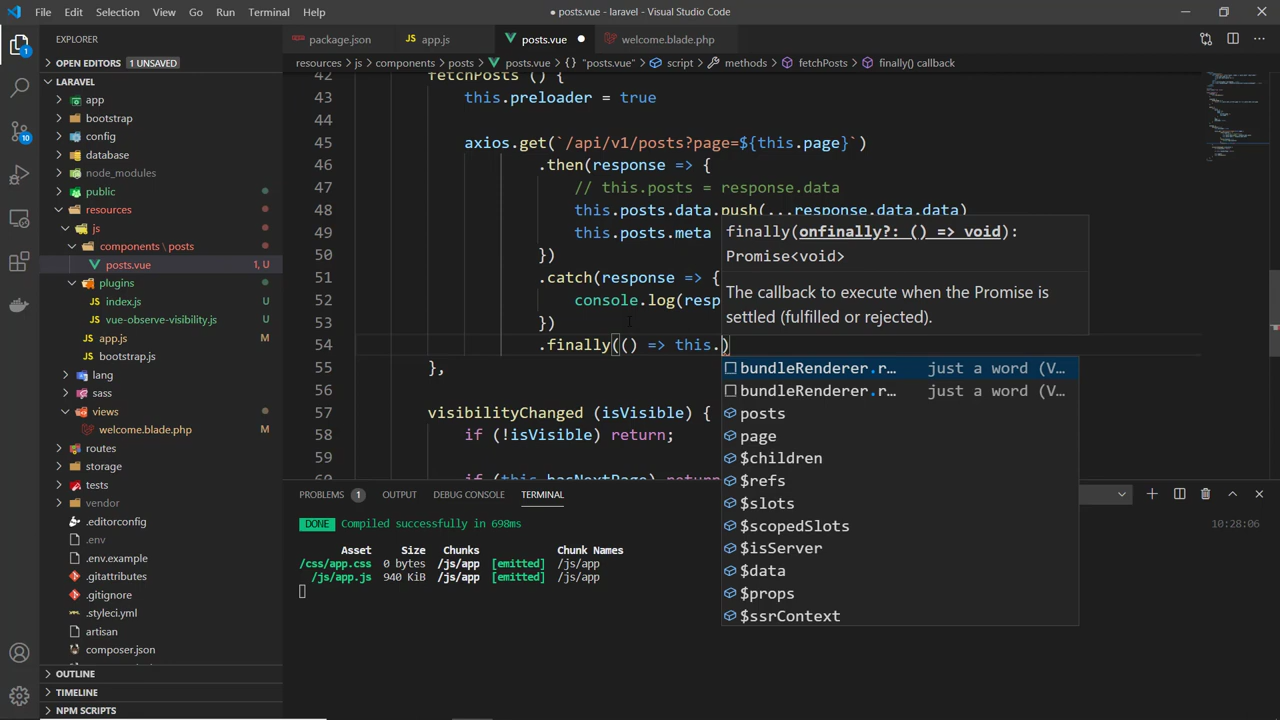 File Edit Selection View Go Run Terminal Help
● posts.vue - laravel - Visual Studio Code
EXPLORER
package.json
app.js
posts.vue
welcome.blade.php
OPEN EDITORS 1 UNSAVED
resources > js > components > posts > posts.vue > {} "posts.vue" > script > methods > fetchPosts > finally() callback
LARAVEL
app
bootstrap
config
database
node_modules
public
resources
js
components \ posts
posts.vue 1, U
plugins
index.js U
vue-observe-visibility.js U
app.js M
bootstrap.js
lang
sass
views
welcome.blade.php M
routes
storage
tests
vendor
.editorconfig
.env
.env.example
.gitattributes
.gitignore
.styleci.yml
artisan
composer.json
OUTLINE
TIMELINE
NPM SCRIPTS
1
10
42 fetchPosts () {
43 this.preloader = true
44
45 axios.get(`/api/v1/posts?page=${this.page}`)
46 .then(response => {
47 // this.posts = response.data
48 this.posts.data.push(...response.data.data)
49 this.posts.meta
50 })
51 .catch(response => {
52 console.log(resp
53 })
54 .finally(() => this.)
55 },
56
57 visibilityChanged (isVisible) {
58 if (!isVisible) return;
59
60 if (this.hasNextPage) return
finally(onfinally?: () => void):
Promise<void>
The callback to execute when the Promise is
settled (fulfilled or rejected).
bundleRenderer.r… just a word (V…
bundleRenderer.r… just a word (V…
posts
page
$children
$refs
$slots
$scopedSlots
$isServer
$data
$props
$ssrContext
PROBLEMS 1 OUTPUT DEBUG CONSOLE TERMINAL
DONE Compiled successfully in 698ms 10:28:06
Asset Size Chunks Chunk Names
/css/app.css 0 bytes /js/app [emitted] /js/app
/js/app.js 940 KiB /js/app [emitted] /js/app